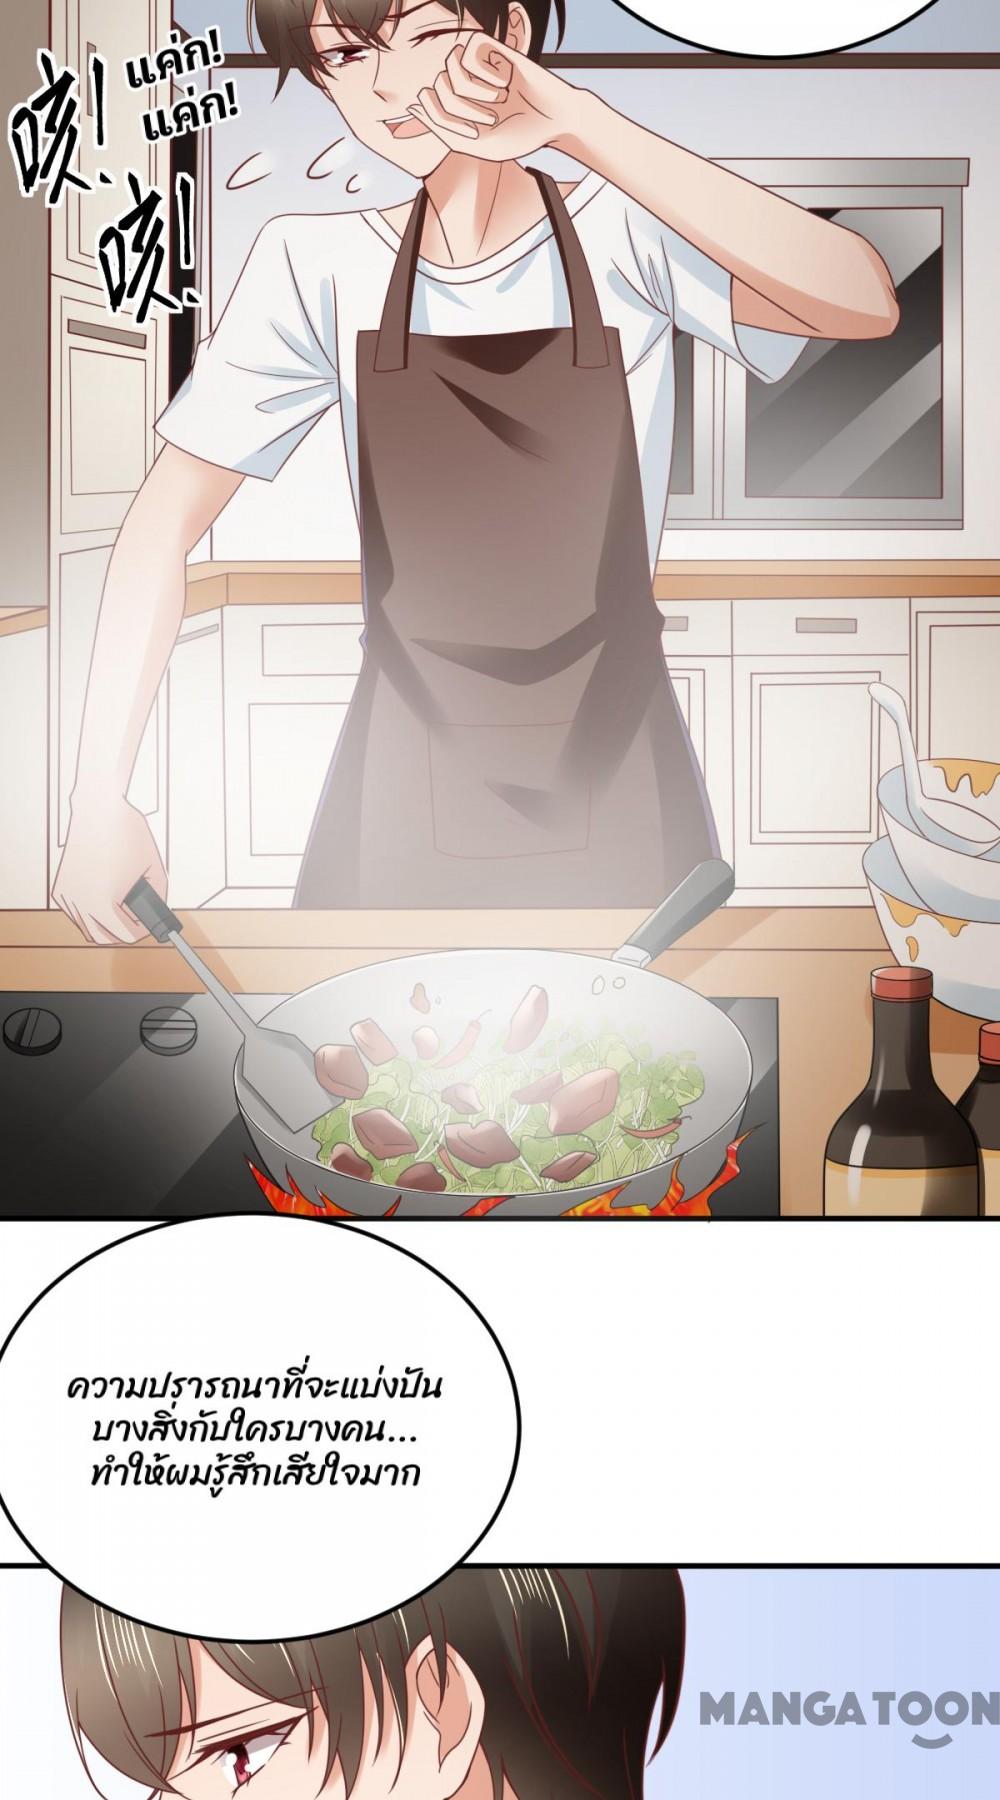 แค่ก!
แค่ก!
咳!
咳!
ความปรารถนาที่จะแบ่งปัน
บางสิ่งกับใครบางคน...
ทำให้ผมรู้สึกเสียใจมาก
MANGATOON